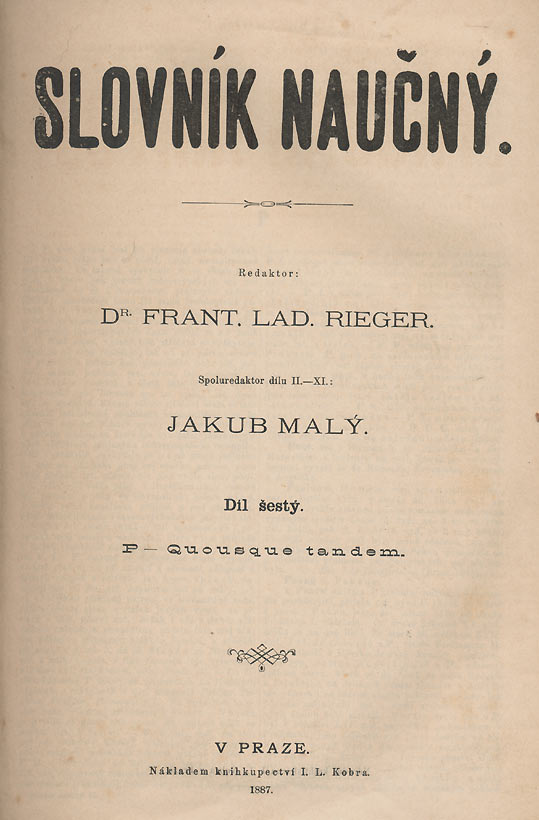 SLOVNÍK NAUČNÝ.
Redaktor:
DR. FRANT. LAD. RIEGER.
Spoluredaktor dílu II.—XI.:
JAKUB MALÝ.
Díl šestý.
P — Quousque tandem.
V PRAZE.
Nákladem knihkupectví I. L. Kobra.
1887.